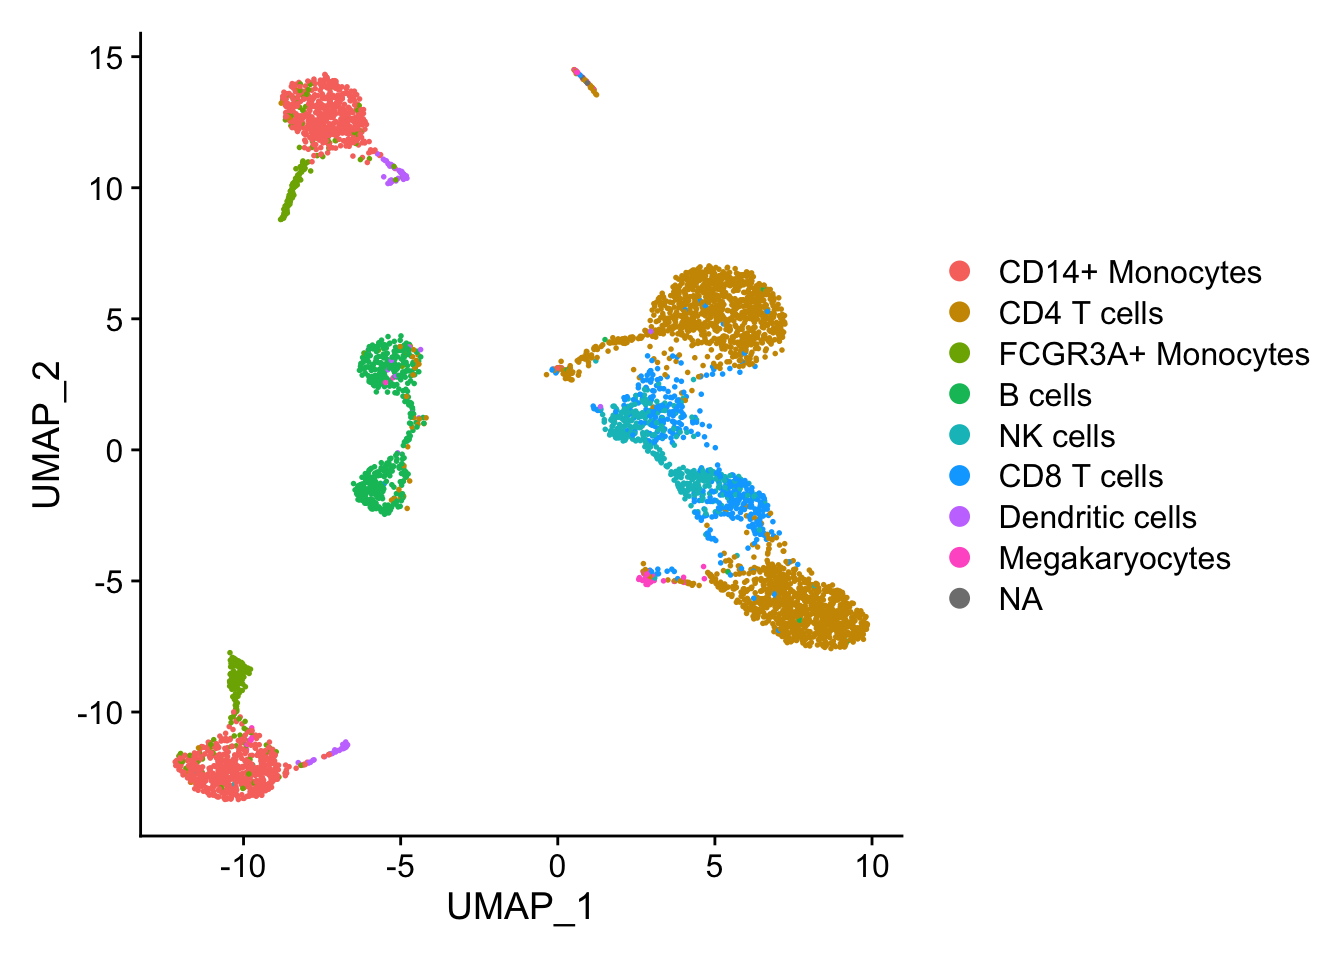 15
10
5
0
-5
-10
UMAP_2
-10 -5 0 5 10
UMAP_1
CD14+ Monocytes
CD4 T cells
FCGR3A+ Monocytes
B cells
NK cells
CD8 T cells
Dendritic cells
Megakaryocytes
NA